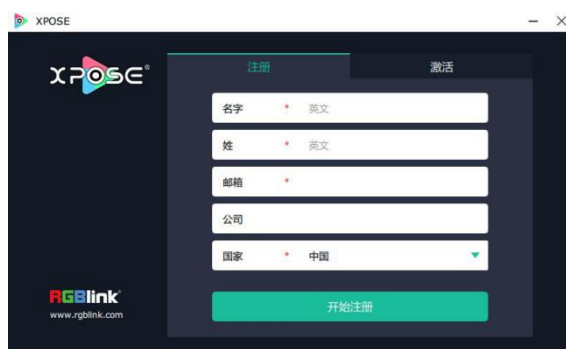 XPOSE
XPOSE®
注册 激活
名字 * 英文
姓 * 英文
邮箱 *
公司
国家 * 中国
开始注册
RGBlink®
www.rgblink.com